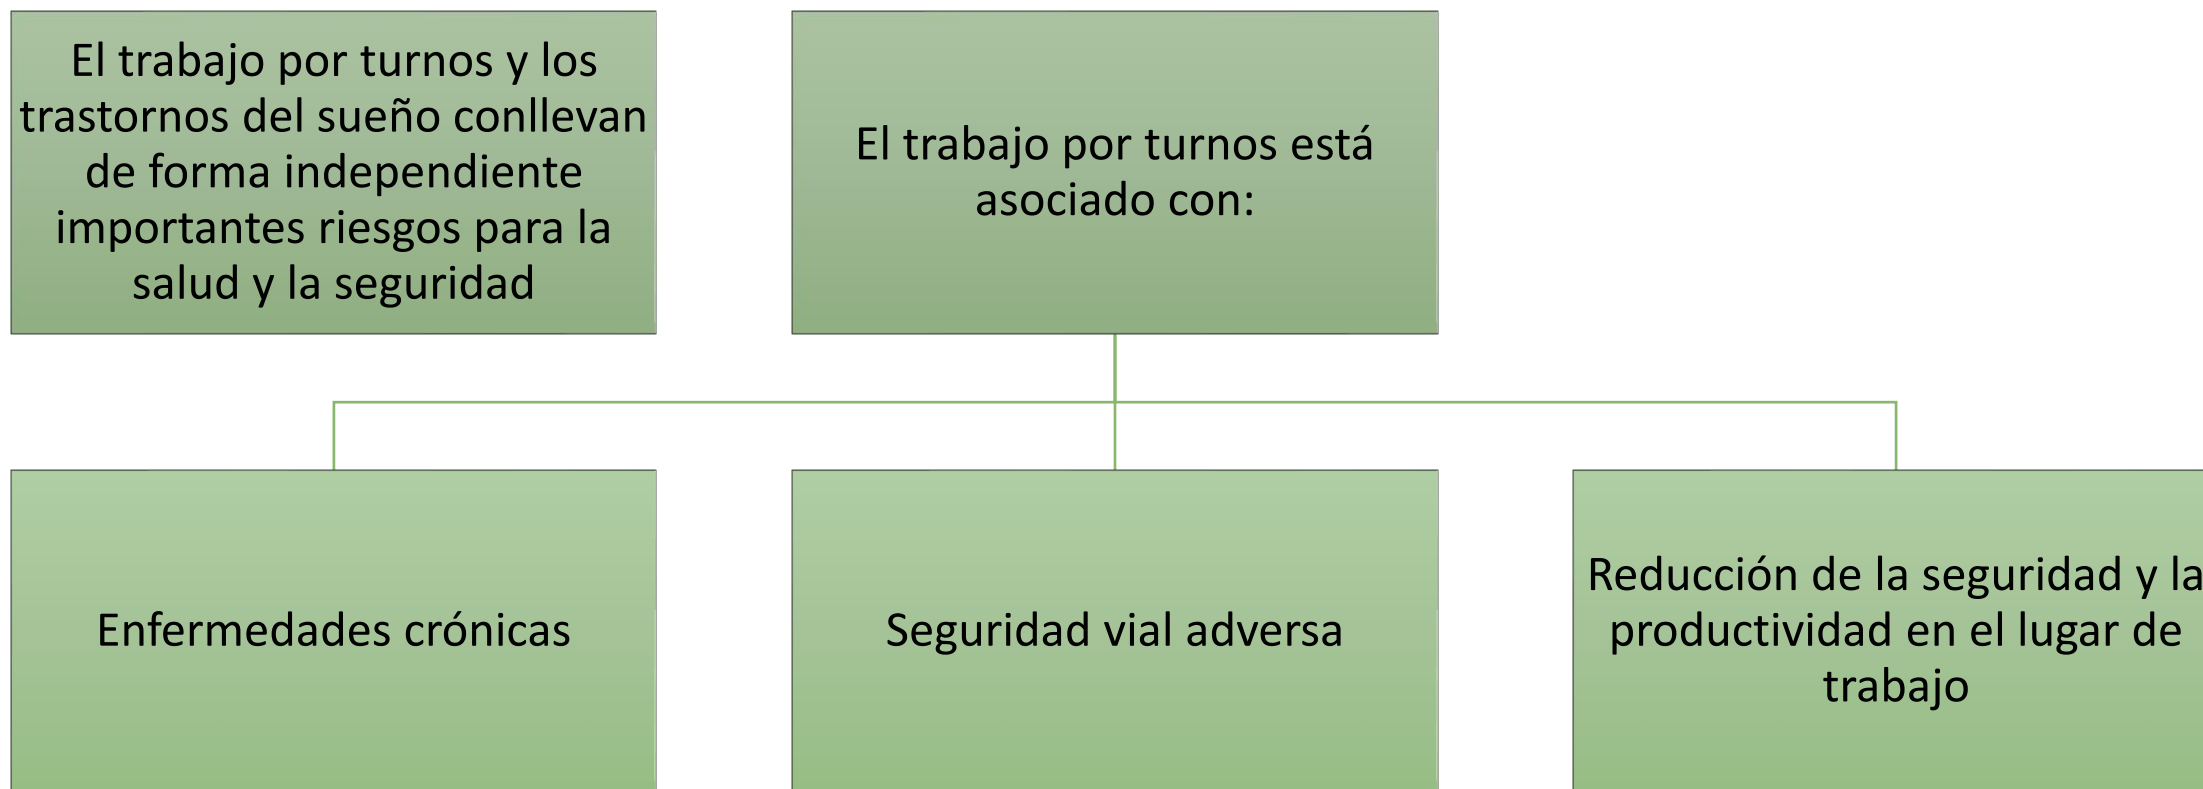 El trabajo por turnos y los
trastornos del sueño conllevan
de forma independiente
importantes riesgos para la
salud y la seguridad
El trabajo por turnos está
asociado con:
Enfermedades crónicas
Seguridad vial adversa
Reducción de la seguridad y la
productividad en el lugar de
trabajo